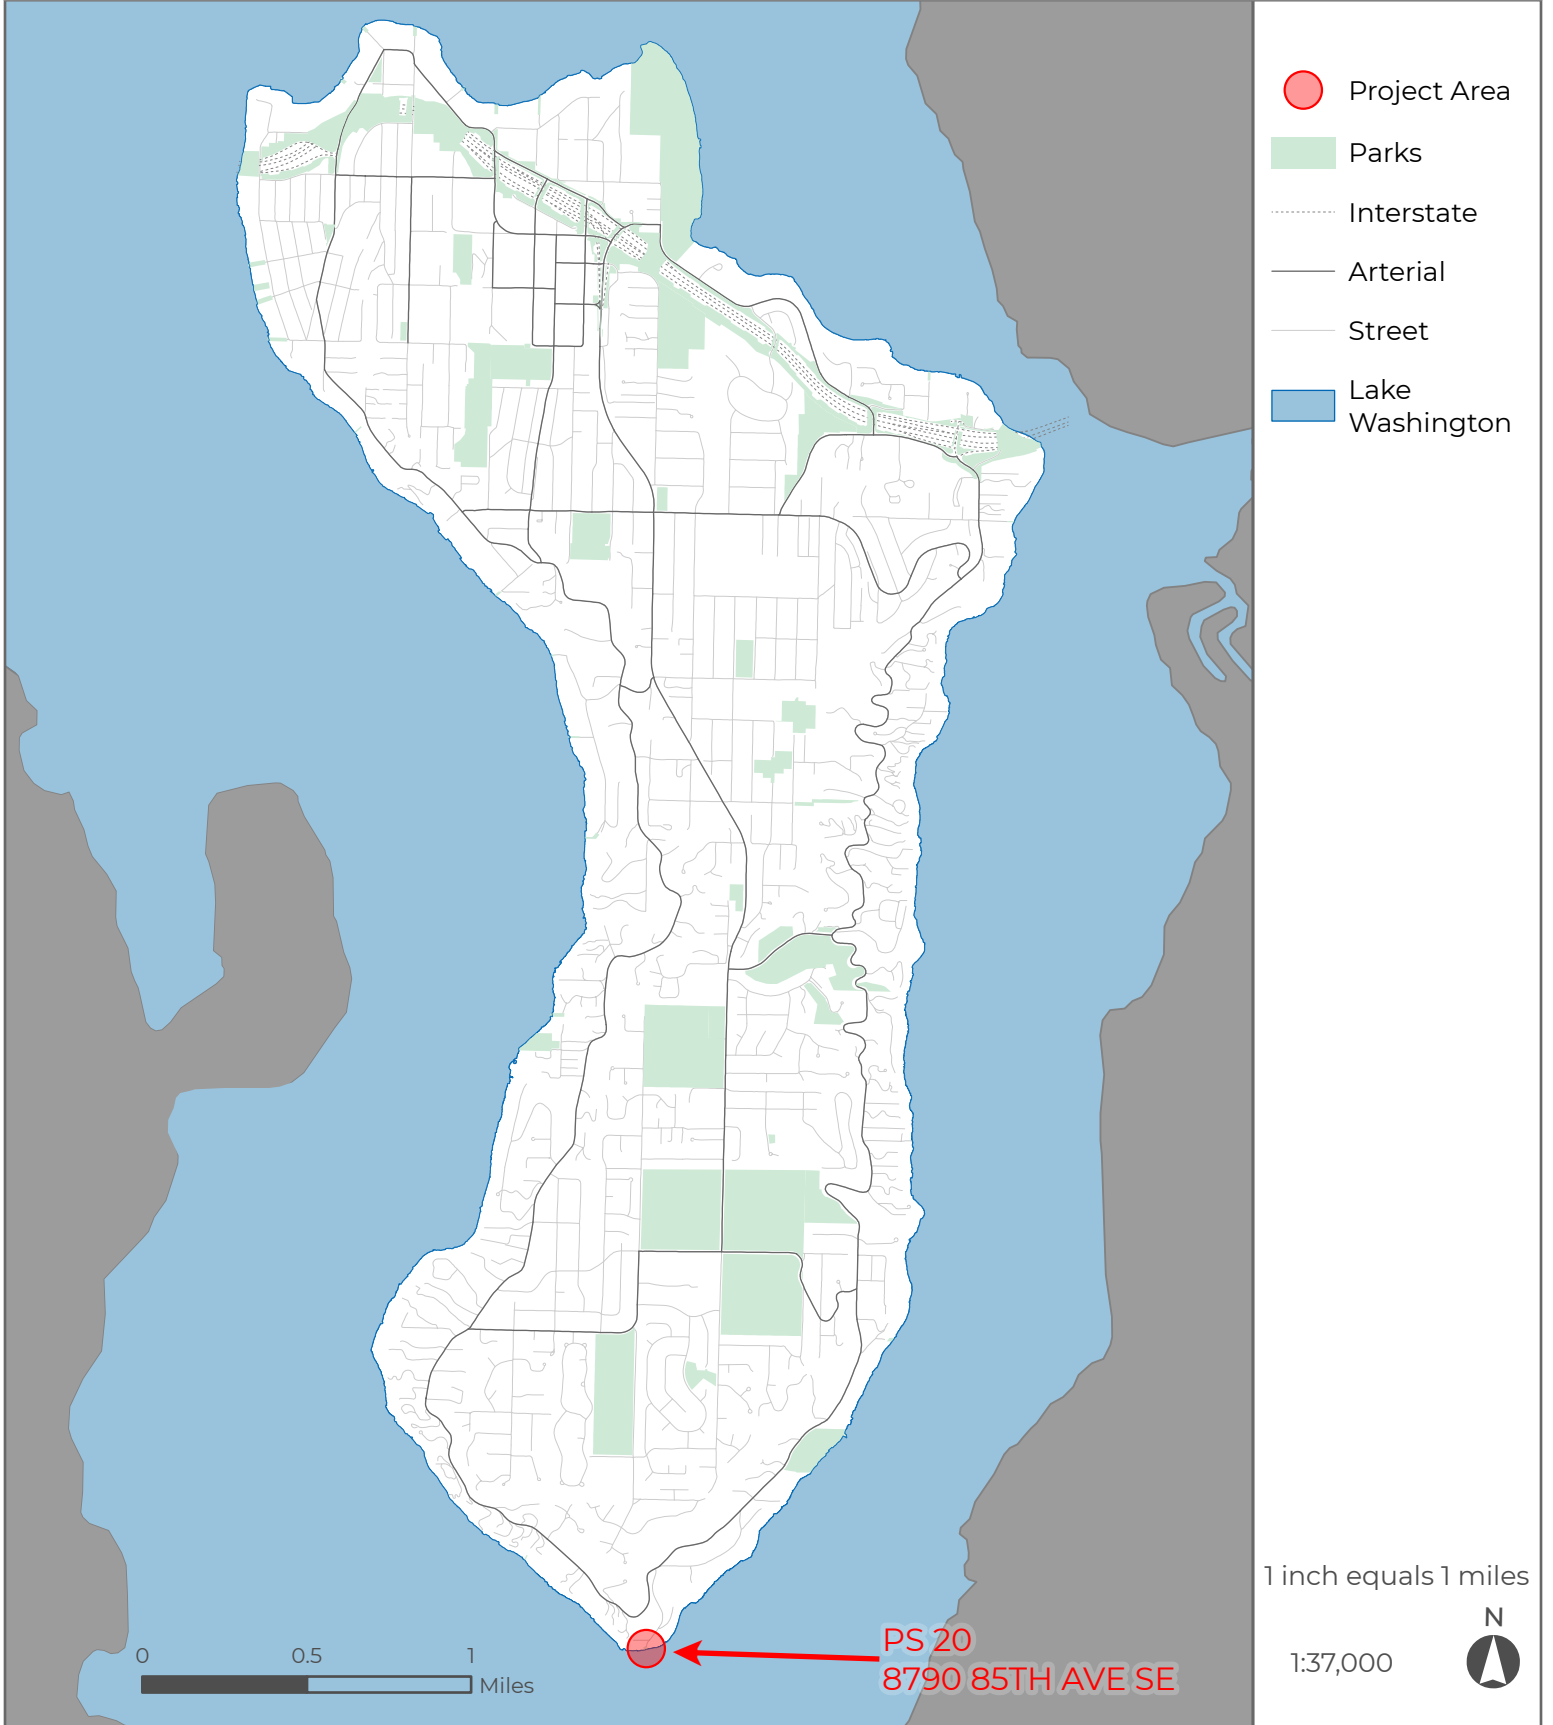 Project Area
Parks
Interstate
Arterial
Street
Lake
Washington
1 inch equals 1 miles
N
1:37,000
0 0.5 1
Miles
PS 20
8790 85TH AVE SE